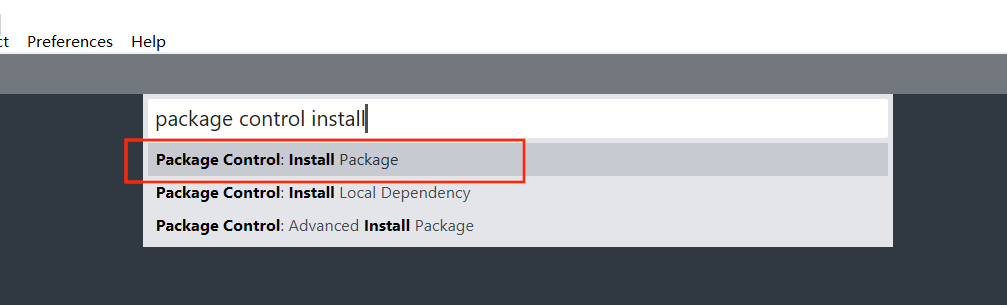 ct Preferences Help
package control install
Package Control: Install Package
Package Control: Install Local Dependency
Package Control: Advanced Install Package